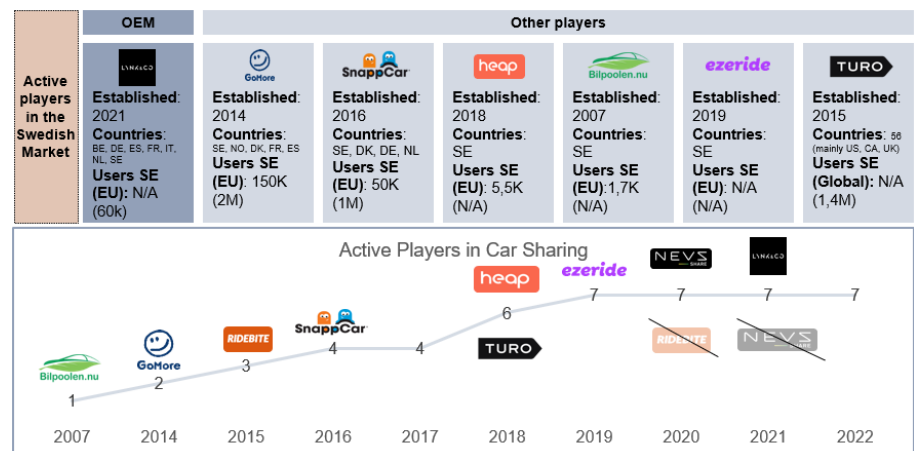 OEM
Other players
Active
players
in the
Swedish
Market
LYNK&CO
Established:
2021
Countries:
BE, DE, ES, FR, IT,
NL, SE
Users SE
(EU): N/A
(60k)
GoMore
Established:
2014
Countries:
SE, NO, DK, FR, ES
Users SE
(EU): 150K
(2M)
SnappCar
Established:
2016
Countries:
SE, DK, DE, NL
Users SE
(EU): 50K
(1M)
heap
Established:
2018
Countries:
SE
Users SE
(EU): 5,5K
(N/A)
Bilpoolen.nu
Established:
2007
Countries:
SE
Users SE
(EU):1,7K
(N/A)
ezeride
Established:
2019
Countries:
SE
Users SE
(EU): N/A
(N/A)
TURO
Established:
2015
Countries: 56
(mainly US, CA, UK)
Users SE
(Global): N/A
(1,4M)
Active Players in Car Sharing
Bilpoolen.nu
1
GoMore
2
RIDEBITE
3
SnappCar
4
4
heap
6
TURO
ezeride
7
NEVS
SHARE
7
RIDEBITE
LYNK&CO
7
NEVS
SHARE
7
2007 2014 2015 2016 2017 2018 2019 2020 2021 2022